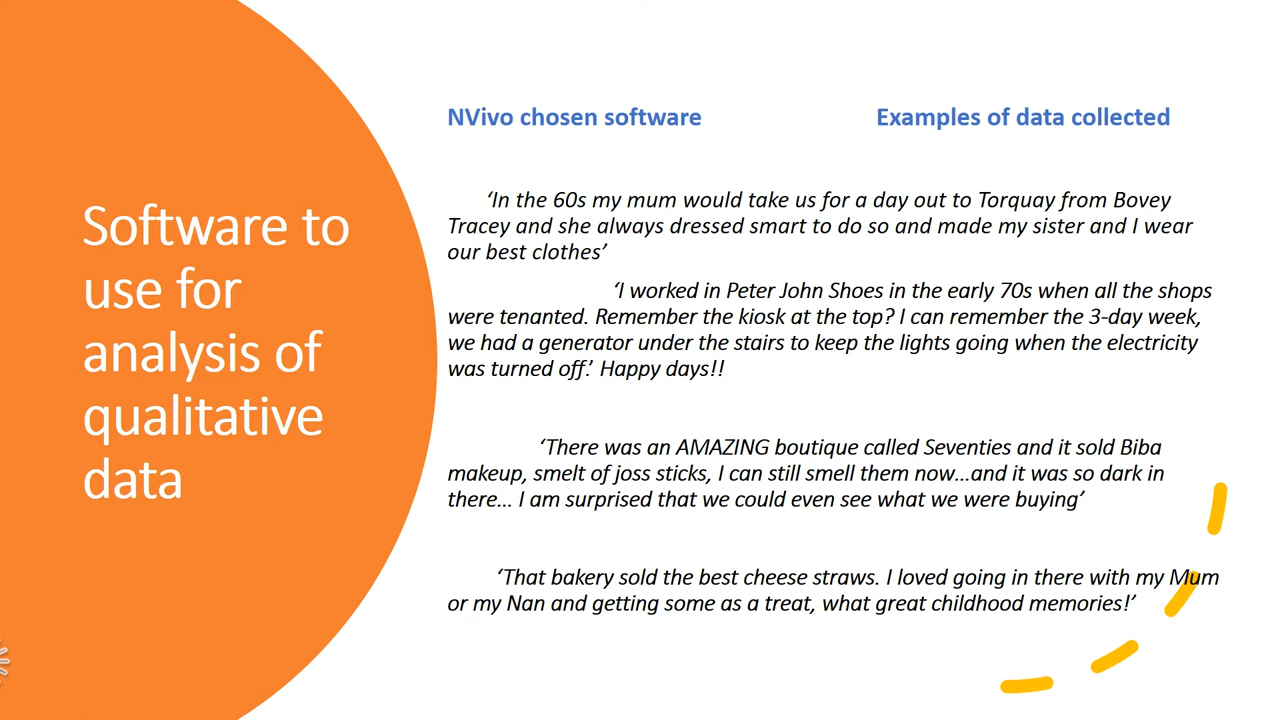 Software to
use for
analysis of
qualitative
data
NVivo chosen software Examples of data collected
‘In the 60s my mum would take us for a day out to Torquay from Bovey
Tracey and she always dressed smart to do so and made my sister and I wear
our best clothes’
‘I worked in Peter John Shoes in the early 70s when all the shops
were tenanted. Remember the kiosk at the top? I can remember the 3-day week,
we had a generator under the stairs to keep the lights going when the electricity
was turned off.’ Happy days!!
‘There was an AMAZING boutique called Seventies and it sold Biba
makeup, smelt of joss sticks, I can still smell them now…and it was so dark in
there… I am surprised that we could even see what we were buying’
‘That bakery sold the best cheese straws. I loved going in there with my Mum
or my Nan and getting some as a treat, what great childhood memories!’